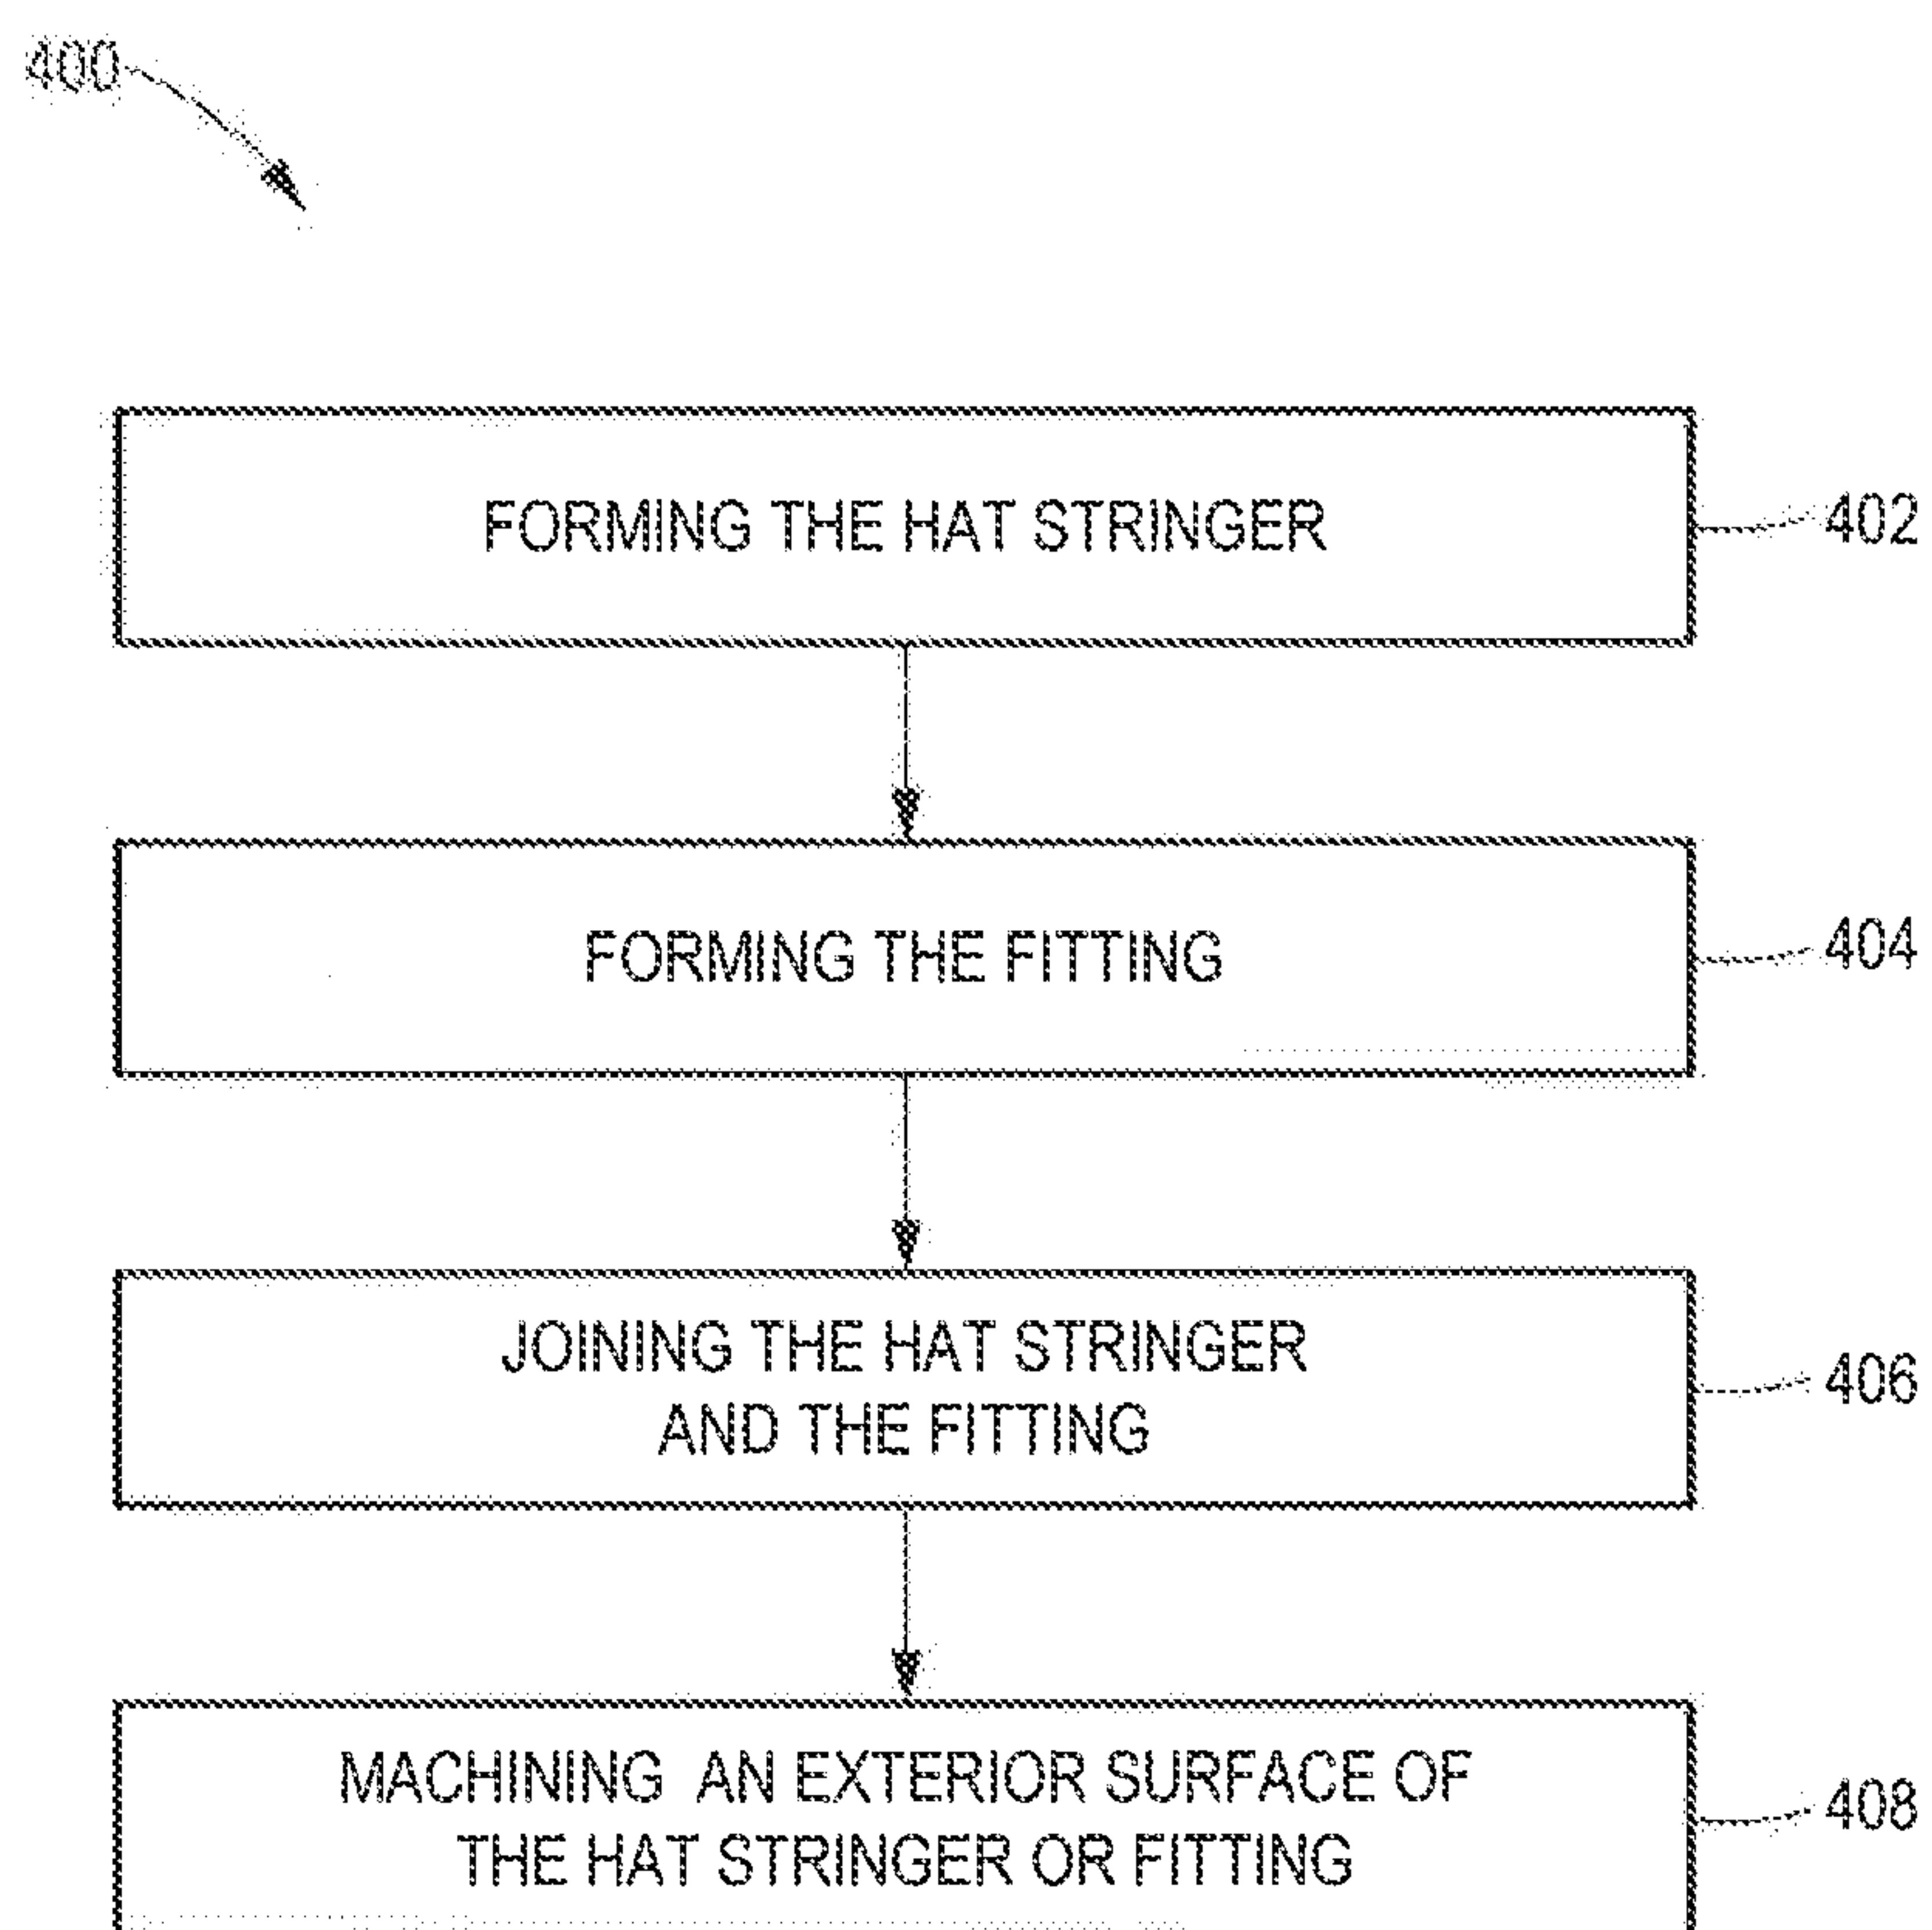 400
FORMING THE HAT STRINGER
402
FORMING THE FITTING
404
JOINING THE HAT STRINGER
AND THE FITTING
406
MACHINING AN EXTERIOR SURFACE OF
THE HAT STRINGER OR FITTING
408